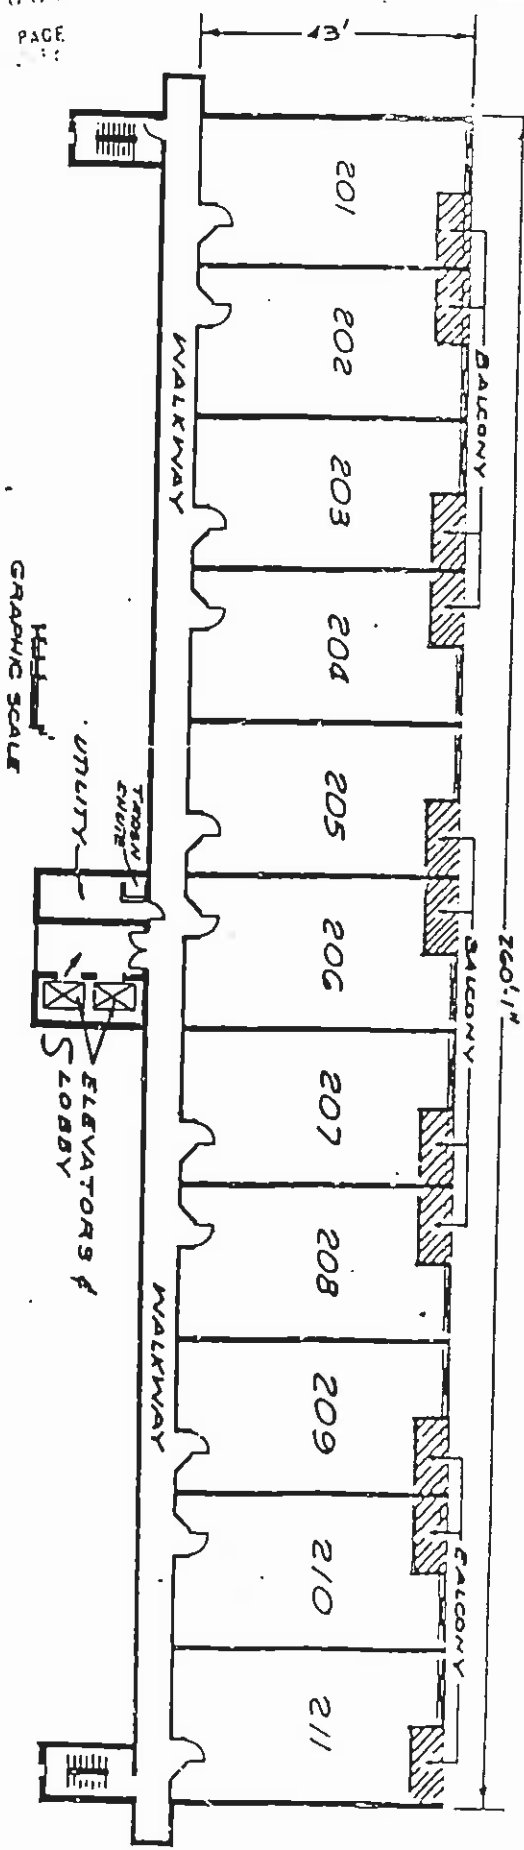 PAGE
43'
201
202
203
204
205
206
207
208
209
210
211
BALCONY
BALCONY
BALCONY
260'.1"
WALKWAY
WALKWAY
TRASH
CHUTE
UTILITY
ELEVATORS &
LOBBY
GRAPHIC SCALE